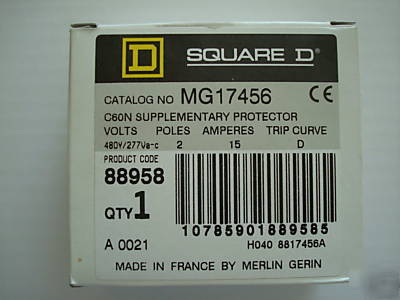 D SQUARE D®
CATALOG NO MG17456 CE
C60N SUPPLEMENTARY PROTECTOR
VOLTS POLES AMPERES TRIP CURVE
480Y/277Va-c 2 15 D
PRODUCT CODE
88958
QTY 1
10785901889585
A 0021 H040 8817456A
MADE IN FRANCE BY MERLIN GERIN